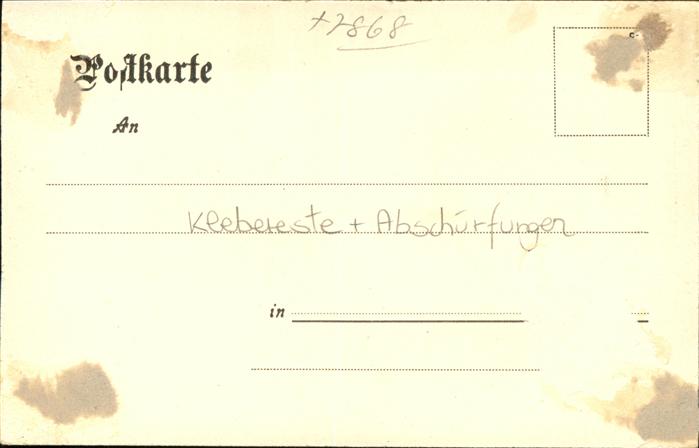 +7868
Postkarte
An
Klebereste + Abschürfungen
in